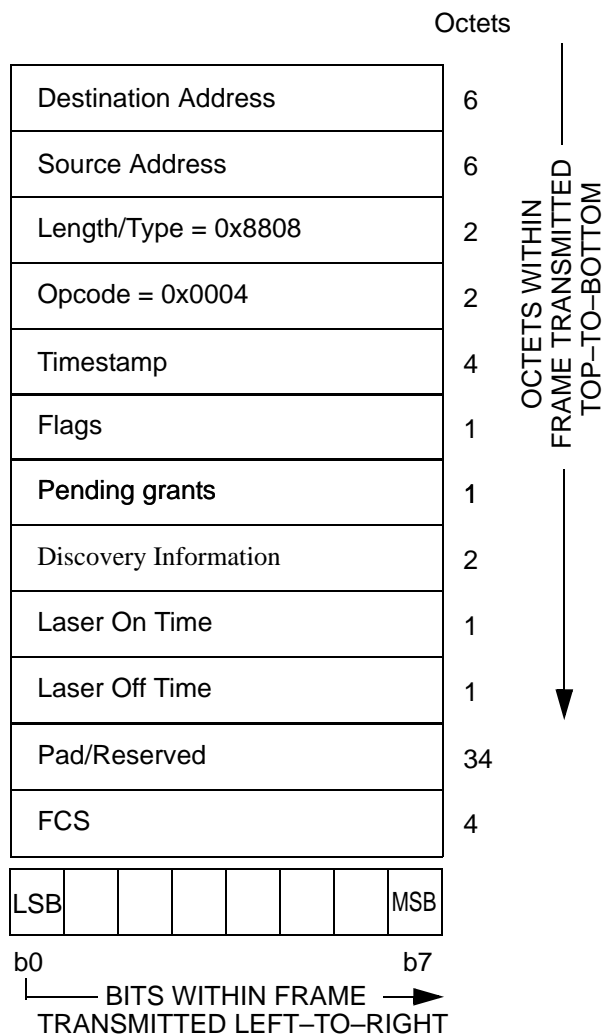 Octets
Destination Address 6
Source Address 6
Length/Type = 0x8808 2
Opcode = 0x0004 2
Timestamp 4
Flags 1
Pending grants 1
Discovery Information 2
Laser On Time 1
Laser Off Time 1
Pad/Reserved 34
FCS 4
OCTETS WITHIN
FRAME TRANSMITTED
TOP–TO–BOTTOM
LSB MSB
b0 b7
BITS WITHIN FRAME
TRANSMITTED LEFT–TO–RIGHT